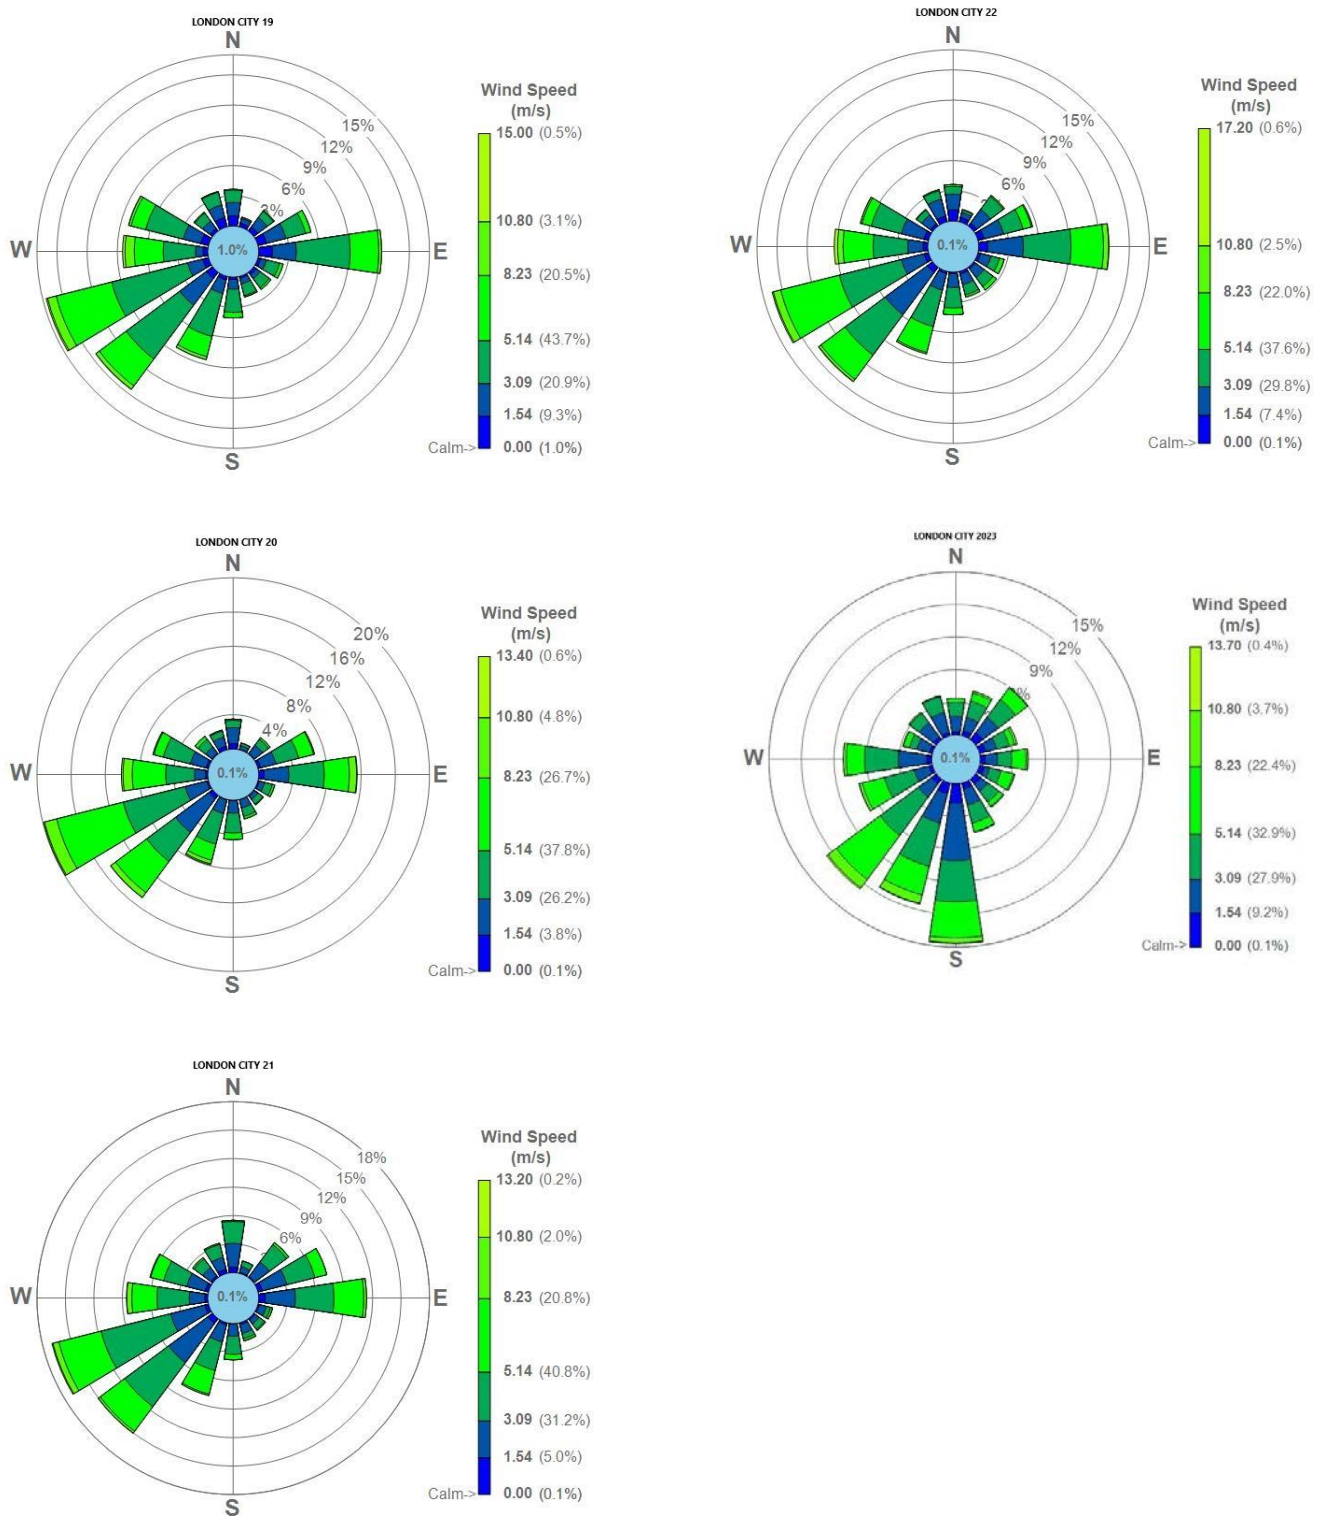 LONDON CITY 19
N
15%
12%
9%
6%
3%
1.0%
W
E
S
Wind Speed
(m/s)
15.00 (0.5%)
10.80 (3.1%)
8.23 (20.5%)
5.14 (43.7%)
3.09 (20.9%)
1.54 (9.3%)
Calm-> 0.00 (1.0%)
LONDON CITY 22
N
15%
12%
9%
6%
0.1%
W
E
S
Wind Speed
(m/s)
17.20 (0.6%)
10.80 (2.5%)
8.23 (22.0%)
5.14 (37.6%)
3.09 (29.8%)
1.54 (7.4%)
Calm-> 0.00 (0.1%)
LONDON CITY 20
N
20%
16%
12%
8%
4%
0.1%
W
E
S
Wind Speed
(m/s)
13.40 (0.6%)
10.80 (4.8%)
8.23 (26.7%)
5.14 (37.8%)
3.09 (26.2%)
1.54 (3.8%)
Calm-> 0.00 (0.1%)
LONDON CITY 2023
N
15%
12%
9%
0.1%
W
E
S
Wind Speed
(m/s)
13.70 (0.4%)
10.80 (3.7%)
8.23 (22.4%)
5.14 (32.9%)
3.09 (27.9%)
1.54 (9.2%)
Calm-> 0.00 (0.1%)
LONDON CITY 21
N
18%
15%
12%
9%
6%
0.1%
W
E
S
Wind Speed
(m/s)
13.20 (0.2%)
10.80 (2.0%)
8.23 (20.8%)
5.14 (40.8%)
3.09 (31.2%)
1.54 (5.0%)
Calm-> 0.00 (0.1%)